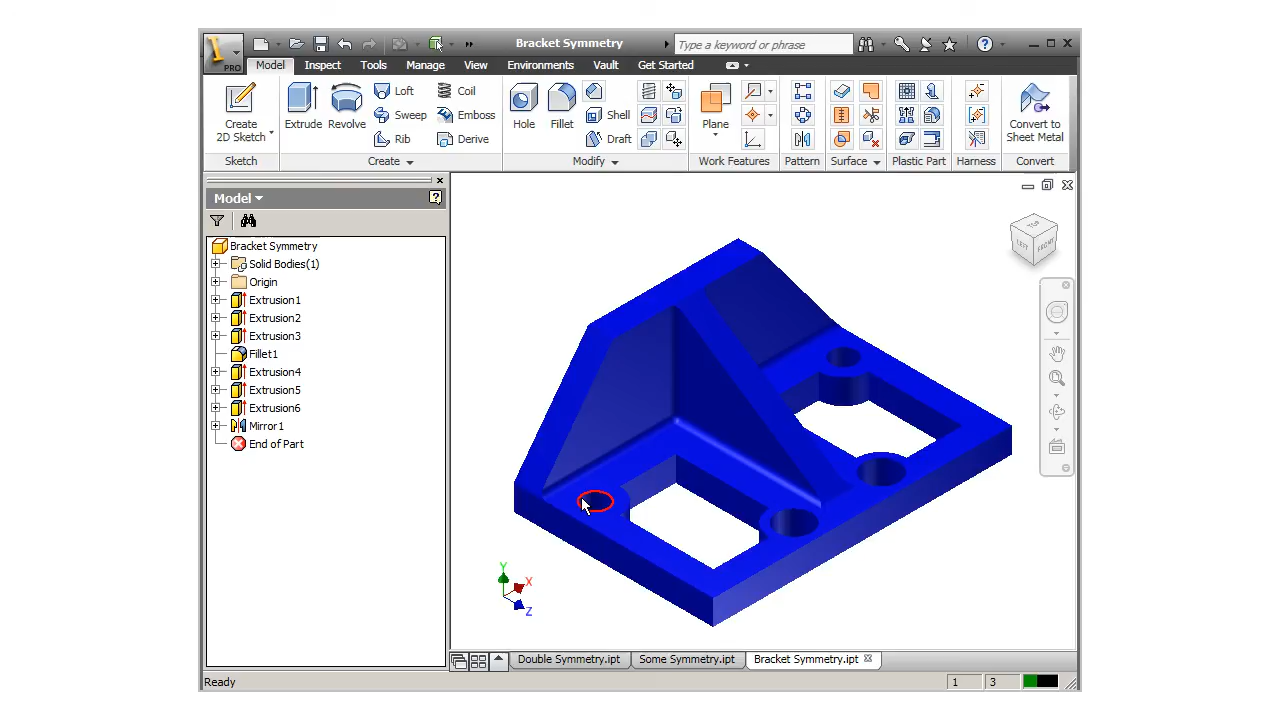 PRO
Bracket Symmetry
Type a keyword or phrase
Model Inspect Tools Manage View Environments Vault Get Started
Create
2D Sketch
Extrude
Revolve
Loft
Sweep
Rib
Coil
Emboss
Derive
Hole
Fillet
Shell
Draft
Plane
Convert to
Sheet Metal
Sketch Create Modify Work Features Pattern Surface Plastic Part Harness Convert
Model
Bracket Symmetry
Solid Bodies(1)
Origin
Extrusion1
Extrusion2
Extrusion3
Fillet1
Extrusion4
Extrusion5
Extrusion6
Mirror1
End of Part
TOP
LEFT
FRONT
Y
X
Z
Double Symmetry.ipt Some Symmetry.ipt Bracket Symmetry.ipt
Ready 1 3